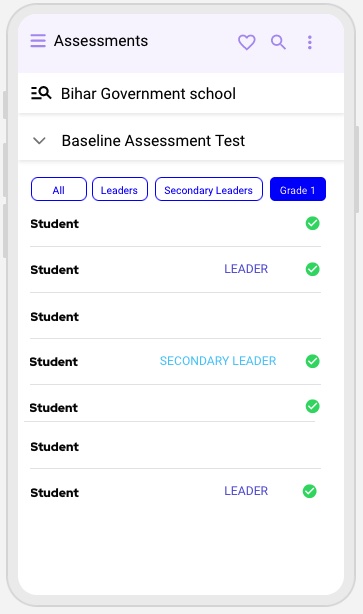 Assessments
Bihar Government school
Baseline Assessment Test
All Leaders Secondary Leaders Grade 1
Student
Student LEADER
Student
Student SECONDARY LEADER
Student
Student
Student LEADER